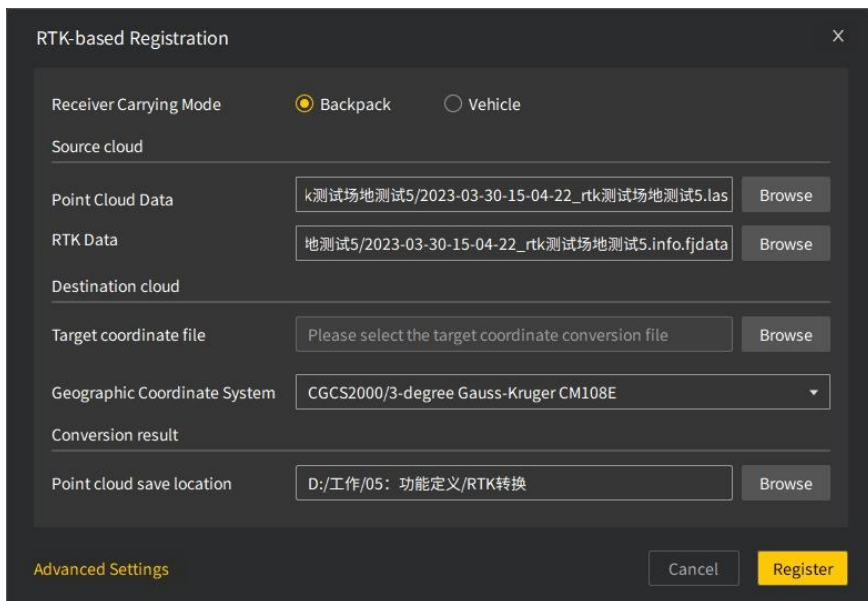 RTK-based Registration X
Receiver Carrying Mode Backpack Vehicle
Source cloud
Point Cloud Data k测试场地测试5/2023-03-30-15-04-22_rtk测试场地测试5.las Browse
RTK Data 地测试5/2023-03-30-15-04-22_rtk测试场地测试5.info.fjdata Browse
Destination cloud
Target coordinate file Please select the target coordinate conversion file Browse
Geographic Coordinate System CGCS2000/3-degree Gauss-Kruger CM108E
Conversion result
Point cloud save location D:/工作/05：功能定义/RTK转换 Browse
Advanced Settings Cancel Register